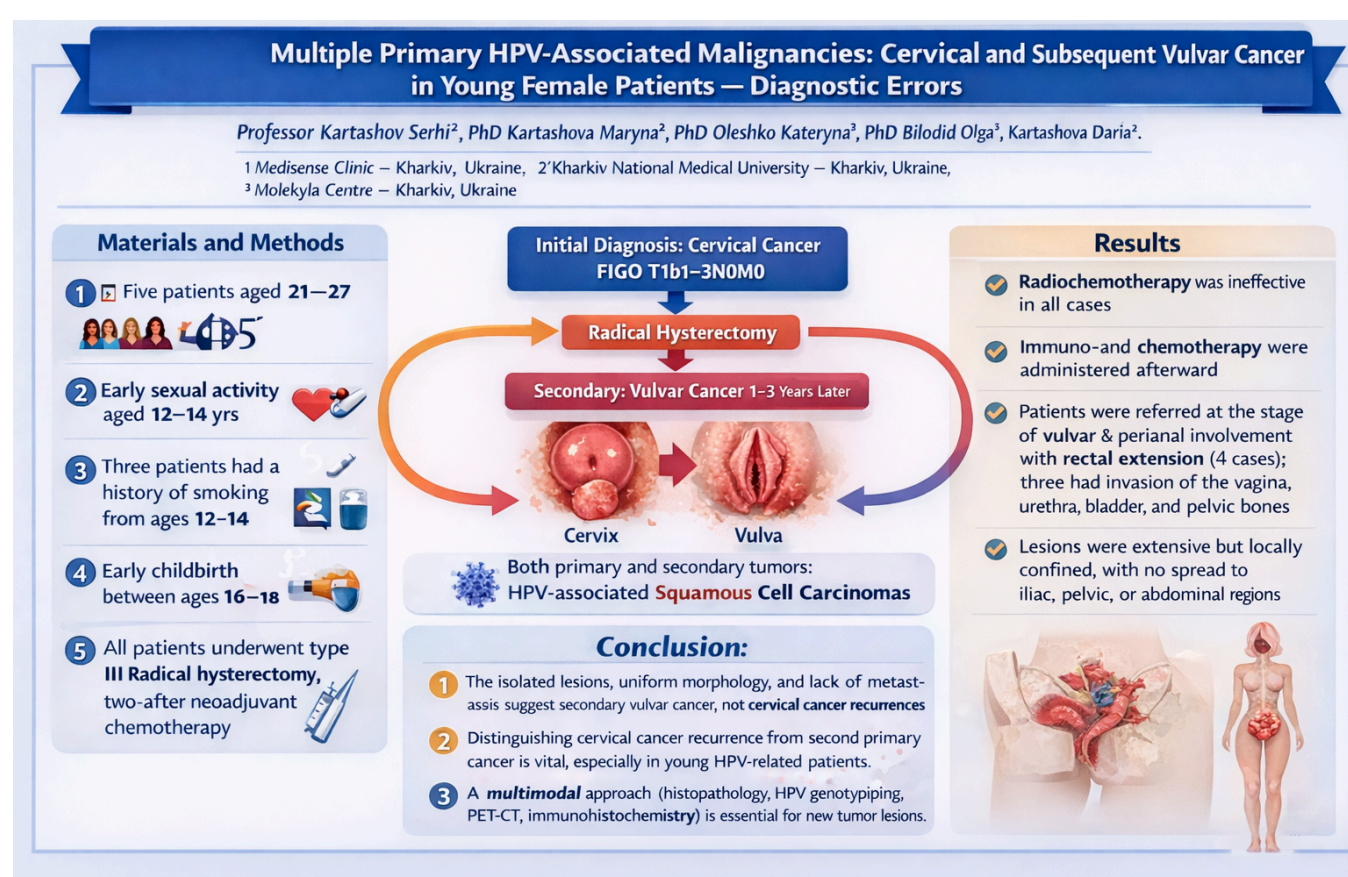 Multiple Primary HPV-Associated Malignancies: Cervical and Subsequent Vulvar Cancer
in Young Female Patients — Diagnostic Errors
Professor Kartashov Serhi², PhD Kartashova Maryna², PhD Oleshko Kateryna³, PhD Bilodid Olga³, Kartashova Daria².
1 Medisense Clinic – Kharkiv, Ukraine, 2´Kharkiv National Medical University – Kharkiv, Ukraine,
³ Molekyla Centre – Kharkiv, Ukraine
Materials and Methods
1 Five patients aged 21–27
5
2 Early sexual activity
aged 12–14 yrs
3 Three patients had a
history of smoking
from ages 12–14
4 Early childbirth
between ages 16–18
5 All patients underwent type
III Radical hysterectomy,
two-after neoadjuvant
chemotherapy
Initial Diagnosis: Cervical Cancer
FIGO T1b1–3N0M0
Radical Hysterectomy
Secondary: Vulvar Cancer 1–3 Years Later
Cervix
Vulva
Both primary and secondary tumors:
HPV-associated Squamous Cell Carcinomas
Conclusion:
1 The isolated lesions, uniform morphology, and lack of metast-
assis suggest secondary vulvar cancer, not cervical cancer recurrences
2 Distinguishing cervical cancer recurrence from second primary
cancer is vital, especially in young HPV-related patients.
3 A multimodal approach (histopathology, HPV genotypiping,
PET-CT, immunohistochemistry) is essential for new tumor lesions.
Results
Radiochemotherapy was ineffective
in all cases
Immuno-and chemotherapy were
administered afterward
Patients were referred at the stage
of vulvar & perianal involvement
with rectal extension (4 cases);
three had invasion of the vagina,
urethra, bladder, and pelvic bones
Lesions were extensive but locally
confined, with no spread to
iliac, pelvic, or abdominal regions